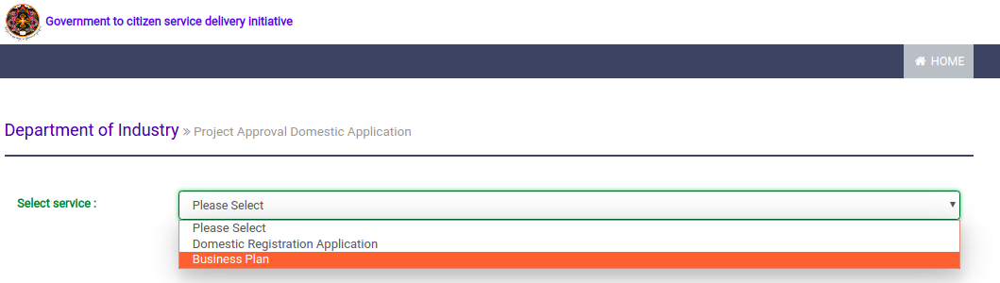 Government to citizen service delivery initiative
HOME
Department of Industry » Project Approval Domestic Application
Select service :
Please Select
Please Select
Domestic Registration Application
Business Plan